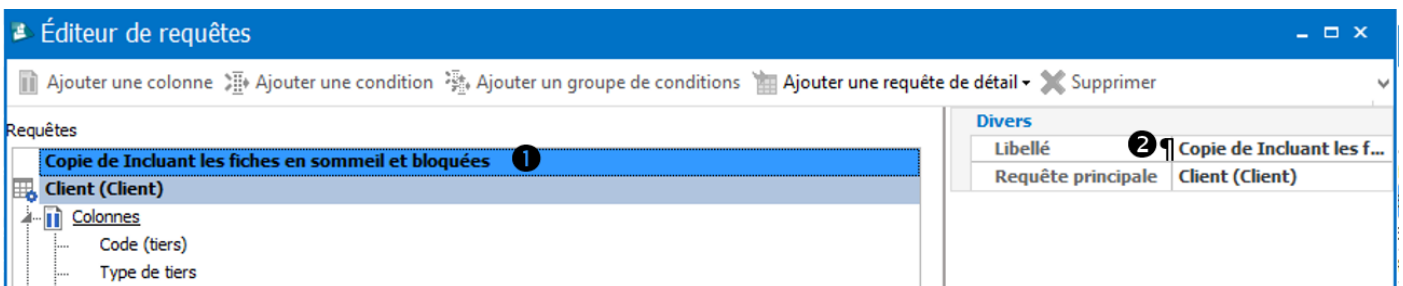 Éditeur de requêtes
Ajouter une colonne Ajouter une condition Ajouter un groupe de conditions Ajouter une requête de détail Supprimer
Requêtes
Copie de Incluant les fiches en sommeil et bloquées ❶
Client (Client)
Colonnes
Code (tiers)
Type de tiers
Divers
Libellé ❷¶ Copie de Incluant les f...
Requête principale Client (Client)